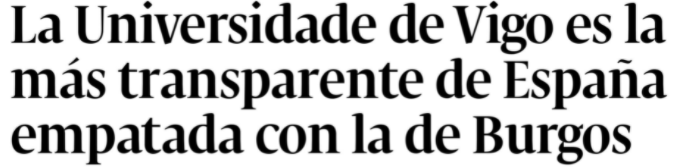 La Universidade de Vigo es la
más transparente de España
empatada con la de Burgos